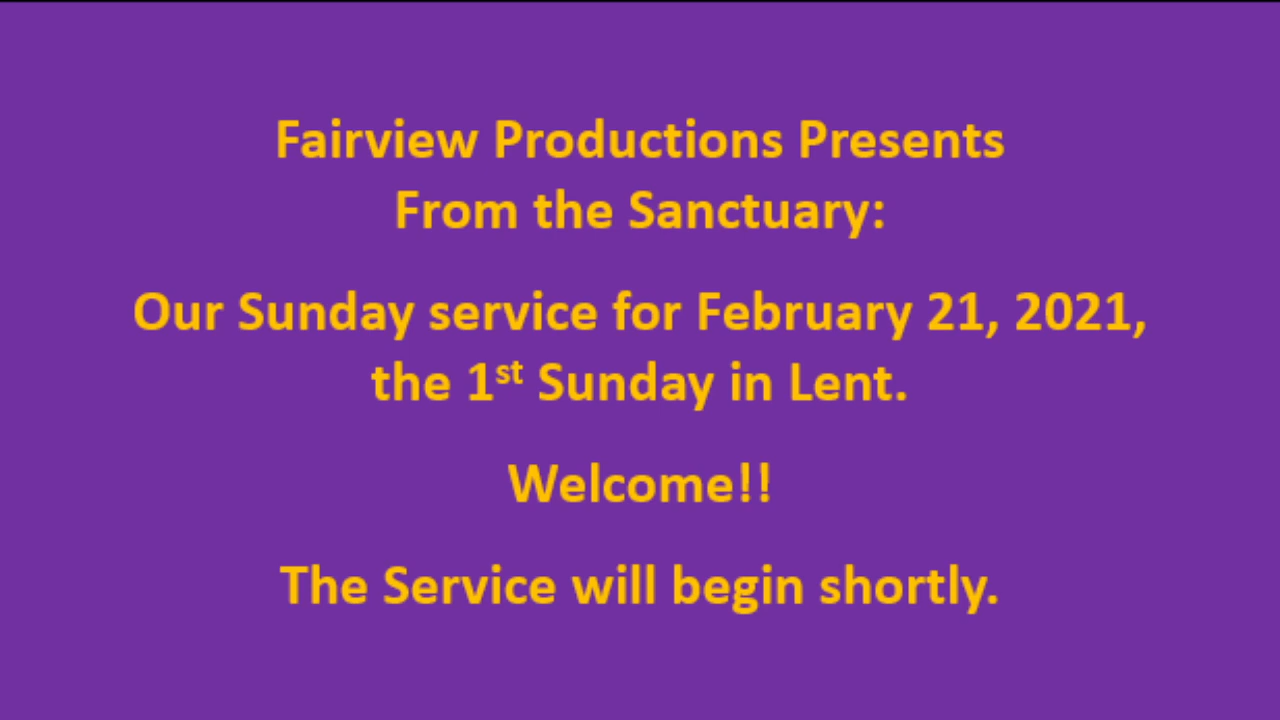 Fairview Productions Presents
From the Sanctuary:
Our Sunday service for February 21, 2021,
the 1st Sunday in Lent.
Welcome!!
The Service will begin shortly.